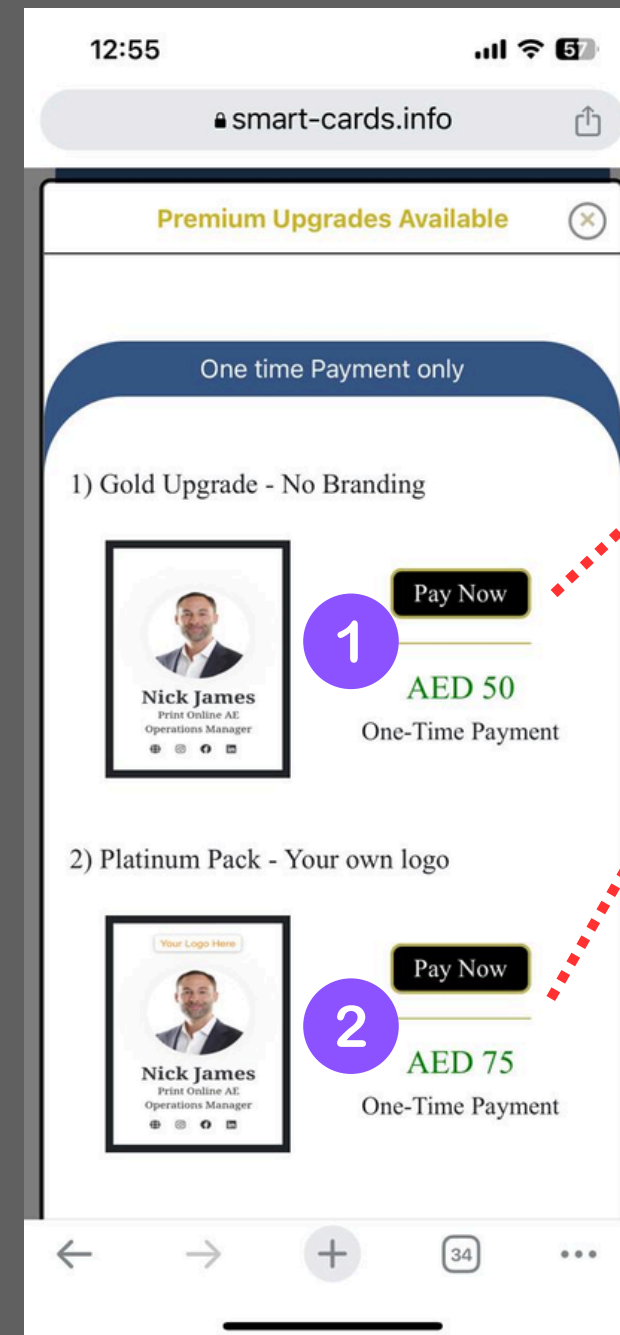 12:55
57
smart-cards.info
Premium Upgrades Available
One time Payment only
1) Gold Upgrade - No Branding
Pay Now
1
AED 50
One-Time Payment
Nick James
Print Online AE
Operations Manager
2) Platinum Pack - Your own logo
Your Logo Here
Pay Now
2
AED 75
One-Time Payment
Nick James
Print Online AE
Operations Manager
34